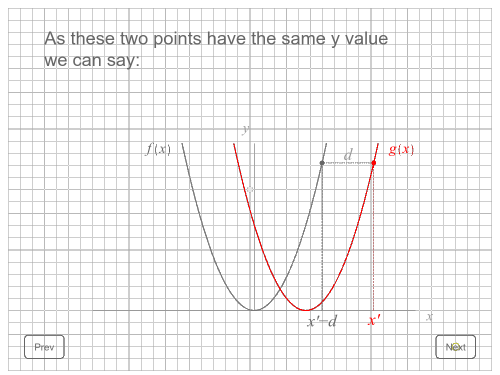 As these two points have the same y value
we can say:
y
f(x)
d
g(x)
x'–d
x'
x
Prev
Next